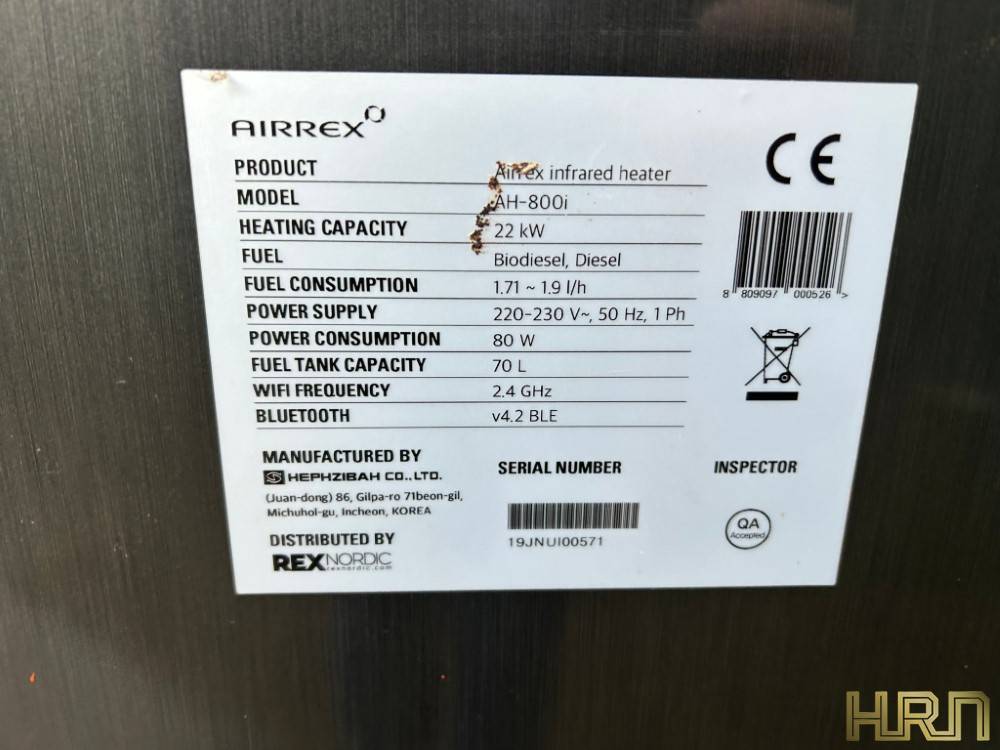 AIRREX
PRODUCT Airrex infrared heater
MODEL AH-800i
HEATING CAPACITY 22 kW
FUEL Biodiesel, Diesel
FUEL CONSUMPTION 1.71 ~ 1.9 l/h
POWER SUPPLY 220-230 V~, 50 Hz, 1 Ph
POWER CONSUMPTION 80 W
FUEL TANK CAPACITY 70 L
WIFI FREQUENCY 2.4 GHz
BLUETOOTH v4.2 BLE
CE
8 809097 000526 >
MANUFACTURED BY
HEPHZIBAH CO.,LTD.
(Juan-dong) 86, Gilpa-ro 71beon-gil,
Michuhol-gu, Incheon, KOREA
DISTRIBUTED BY
REXNORDIC
rexnordic.com
SERIAL NUMBER
19JNUI00571
INSPECTOR
QA
Accepted
HRN